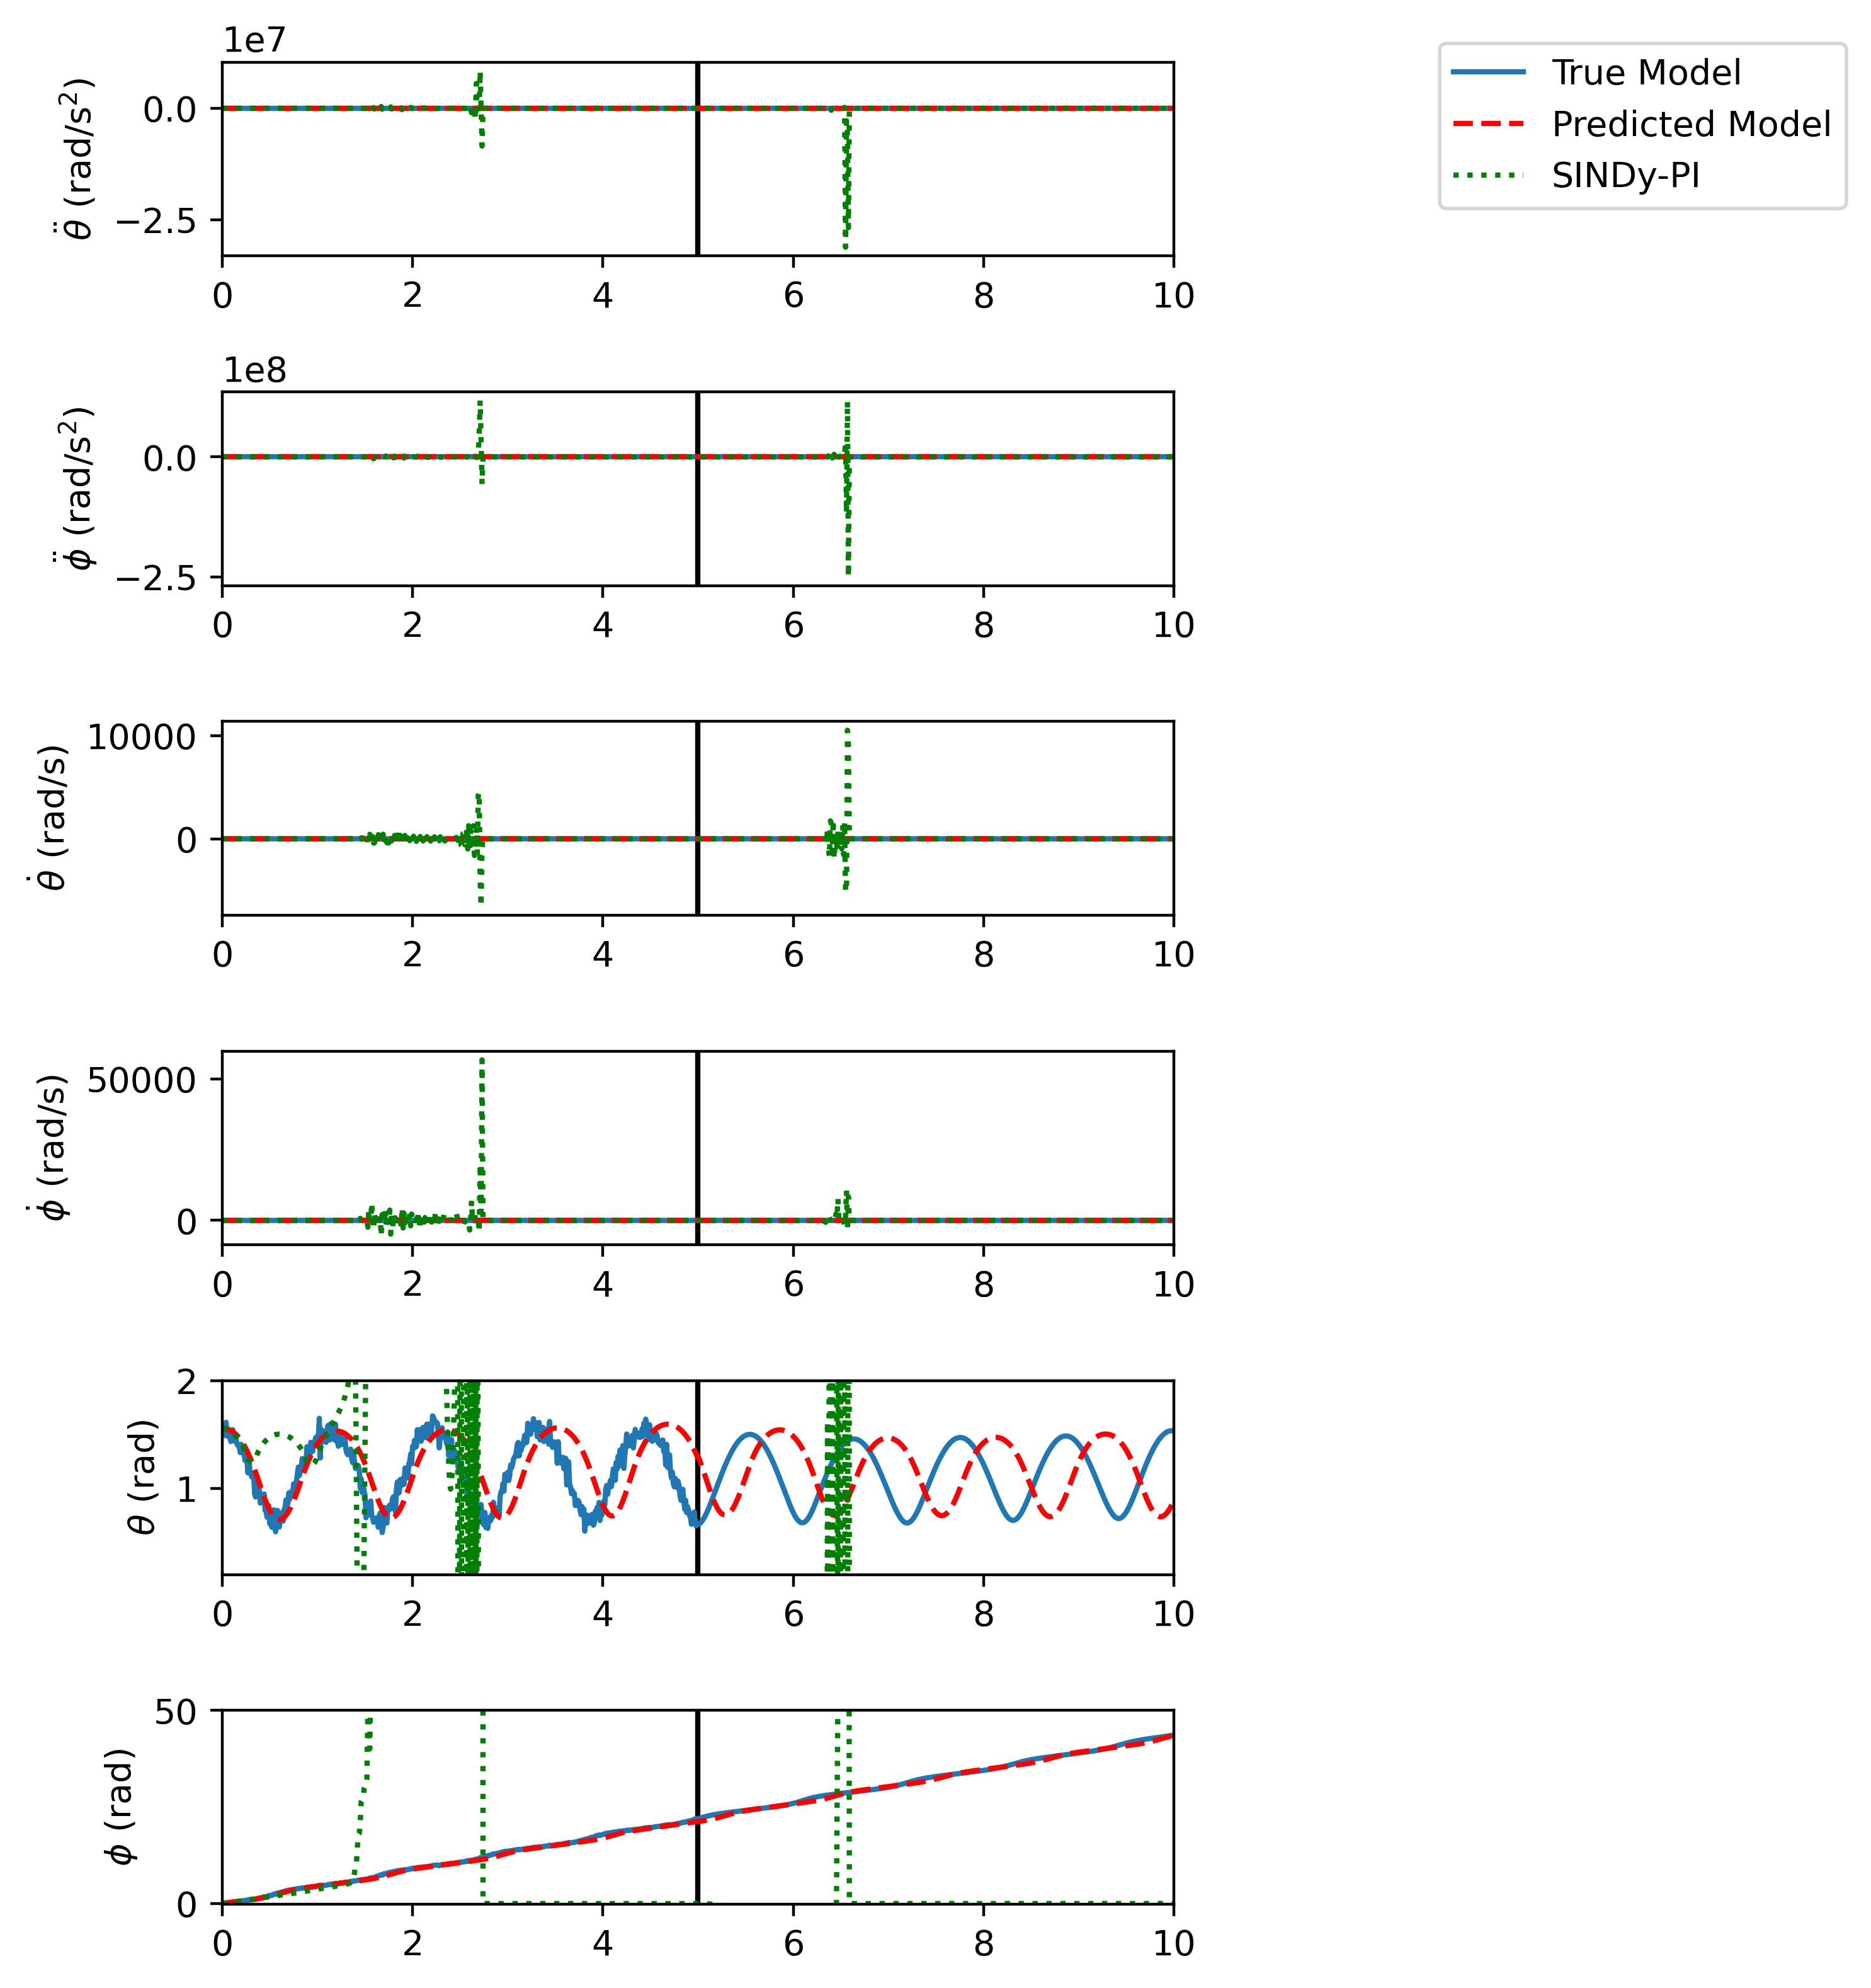 1e7
True Model
Predicted Model
SINDy-PI
θ̈ (rad/s²)
0.0
−2.5
0 2 4 6 8 10
1e8
ϕ̈ (rad/s²)
0.0
−2.5
0 2 4 6 8 10
θ̇ (rad/s)
10000
0
0 2 4 6 8 10
ϕ̇ (rad/s)
50000
0
0 2 4 6 8 10
θ (rad)
2
1
0 2 4 6 8 10
ϕ (rad)
50
0
0 2 4 6 8 10